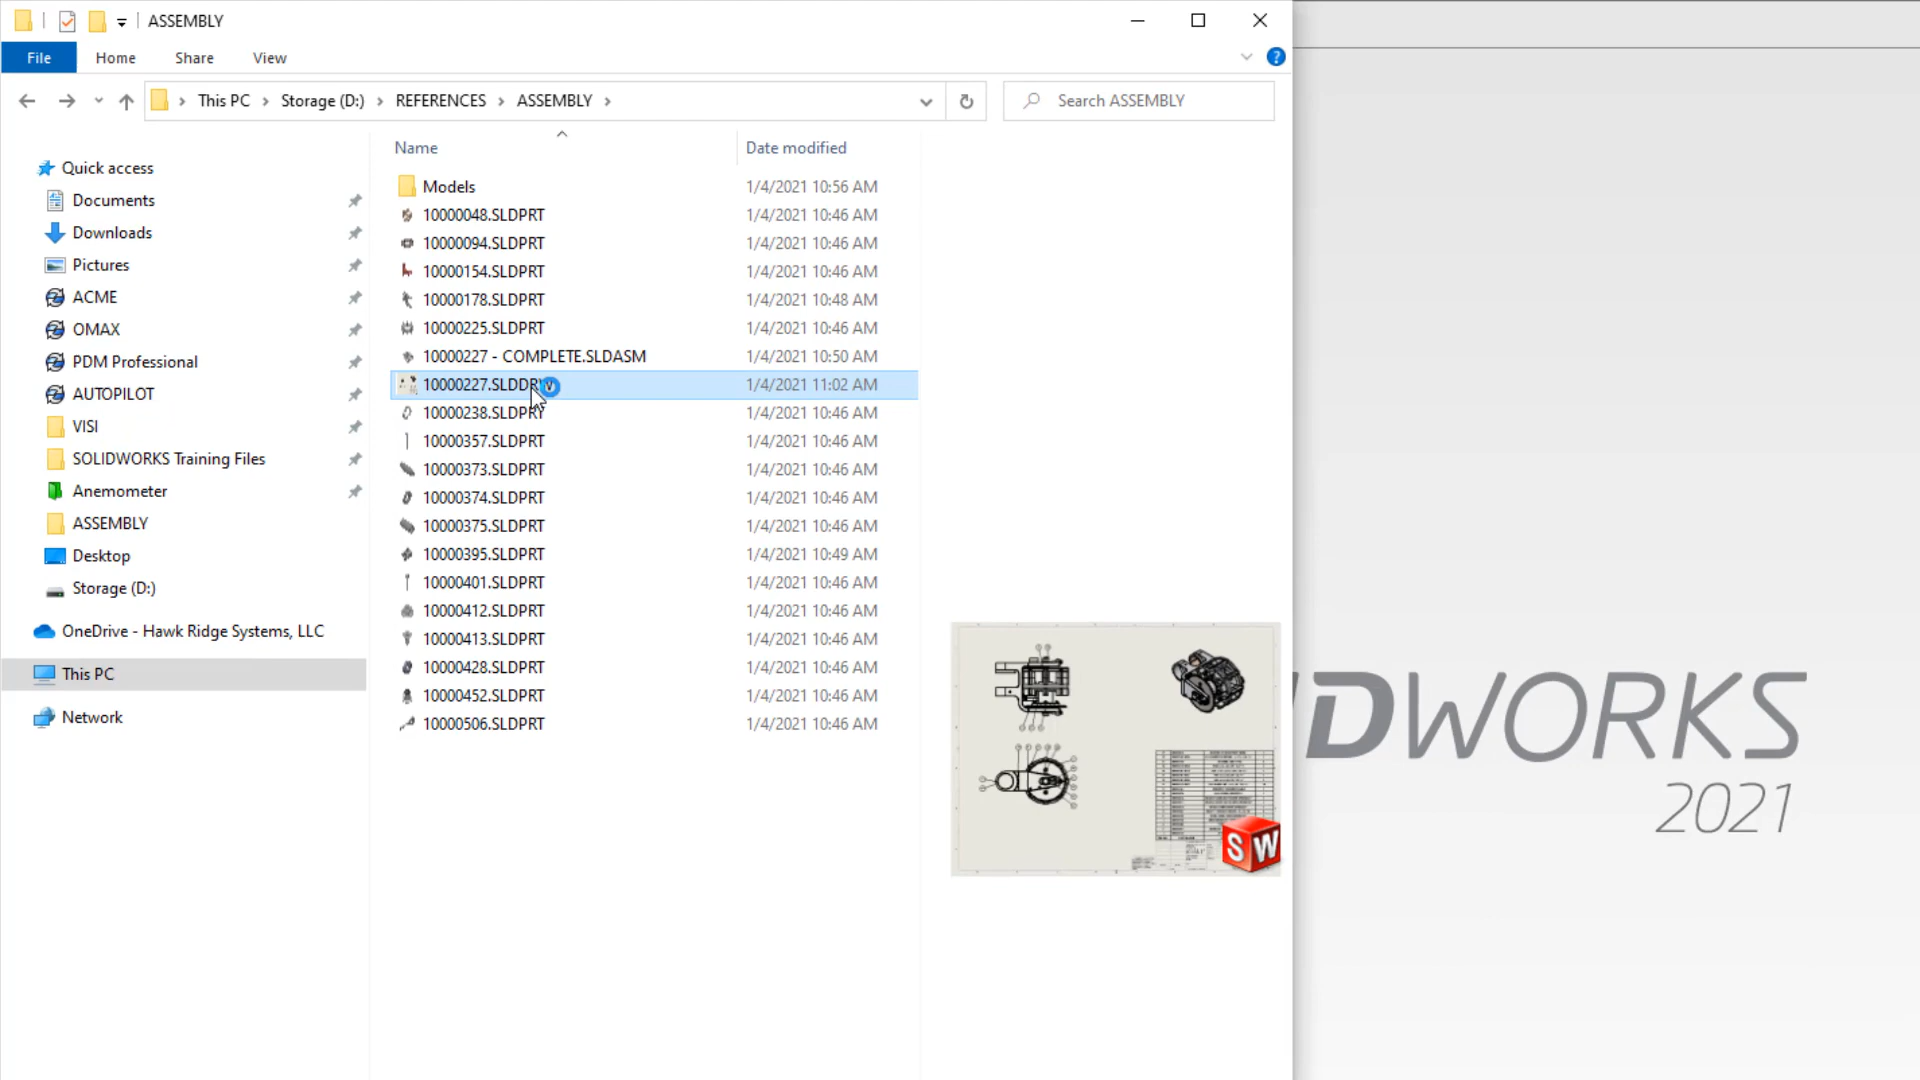 ASSEMBLY
File Home Share View
This PC Storage (D:) REFERENCES ASSEMBLY
Search ASSEMBLY
Name Date modified
Quick access
Documents
Downloads
Pictures
ACME
OMAX
PDM Professional
AUTOPILOT
VISI
SOLIDWORKS Training Files
Anemometer
ASSEMBLY
Desktop
Storage (D:)
OneDrive - Hawk Ridge Systems, LLC
This PC
Network
Models 1/4/2021 10:56 AM
10000048.SLDPRT 1/4/2021 10:46 AM
10000094.SLDPRT 1/4/2021 10:46 AM
10000154.SLDPRT 1/4/2021 10:46 AM
10000178.SLDPRT 1/4/2021 10:48 AM
10000225.SLDPRT 1/4/2021 10:46 AM
10000227 - COMPLETE.SLDASM 1/4/2021 10:50 AM
10000227.SLDDR 1/4/2021 11:02 AM
10000238.SLDPRT 1/4/2021 10:46 AM
10000357.SLDPRT 1/4/2021 10:46 AM
10000373.SLDPRT 1/4/2021 10:46 AM
10000374.SLDPRT 1/4/2021 10:46 AM
10000375.SLDPRT 1/4/2021 10:46 AM
10000395.SLDPRT 1/4/2021 10:49 AM
10000401.SLDPRT 1/4/2021 10:46 AM
10000412.SLDPRT 1/4/2021 10:46 AM
10000413.SLDPRT 1/4/2021 10:46 AM
10000428.SLDPRT 1/4/2021 10:46 AM
10000452.SLDPRT 1/4/2021 10:46 AM
10000506.SLDPRT 1/4/2021 10:46 AM
SW
IDWORKS
2021